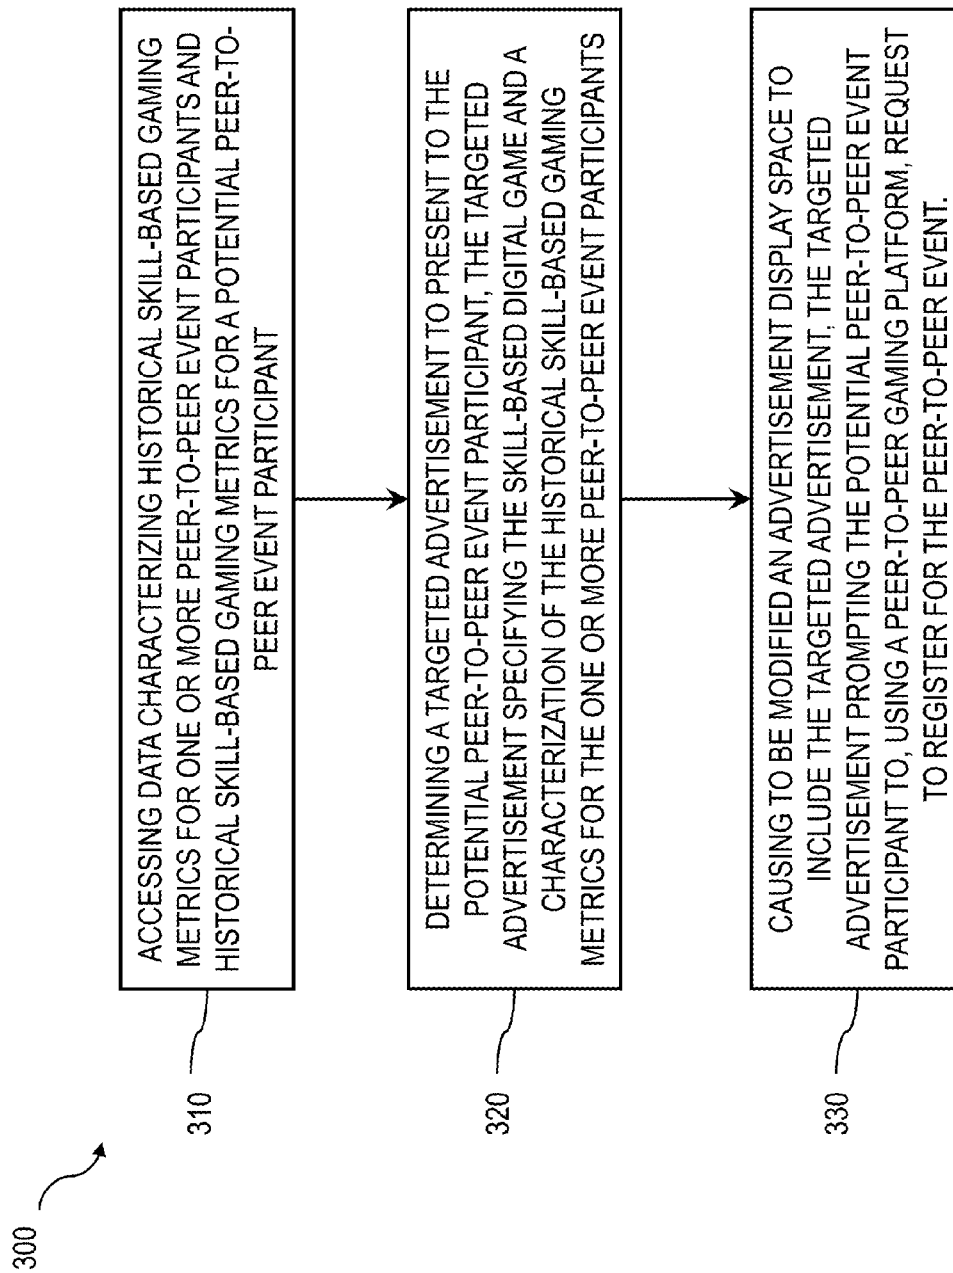 300
310
ACCESSING DATA CHARACTERIZING HISTORICAL SKILL-BASED GAMING
METRICS FOR ONE OR MORE PEER-TO-PEER EVENT PARTICIPANTS AND
HISTORICAL SKILL-BASED GAMING METRICS FOR A POTENTIAL PEER-TO-
PEER EVENT PARTICIPANT
320
DETERMINING A TARGETED ADVERTISEMENT TO PRESENT TO THE
POTENTIAL PEER-TO-PEER EVENT PARTICIPANT, THE TARGETED
ADVERTISEMENT SPECIFYING THE SKILL-BASED DIGITAL GAME AND A
CHARACTERIZATION OF THE HISTORICAL SKILL-BASED GAMING
METRICS FOR THE ONE OR MORE PEER-TO-PEER EVENT PARTICIPANTS
330
CAUSING TO BE MODIFIED AN ADVERTISEMENT DISPLAY SPACE TO
INCLUDE THE TARGETED ADVERTISEMENT, THE TARGETED
ADVERTISEMENT PROMPTING THE POTENTIAL PEER-TO-PEER EVENT
PARTICIPANT TO, USING A PEER-TO-PEER GAMING PLATFORM, REQUEST
TO REGISTER FOR THE PEER-TO-PEER EVENT.